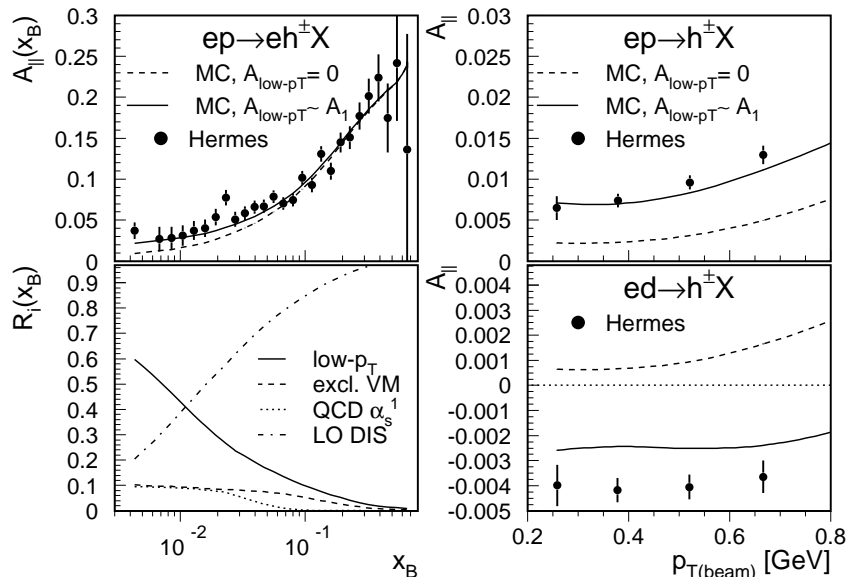 A||(xB)
0.3
0.25
0.2
0.15
0.1
0.05
0
ep→eh±X
MC, Alow-pT= 0
MC, Alow-pT~ A1
Hermes
A||
0.03
0.025
0.02
0.015
0.01
0.005
0
ep→h±X
MC, Alow-pT= 0
MC, Alow-pT~ A1
Hermes
Ri(xB)
0.9
0.8
0.7
0.6
0.5
0.4
0.3
0.2
0.1
0
low-pT
excl. VM
QCD αs1
LO DIS
10-2
10-1
xB
A||
0.004
0.003
0.002
0.001
0
-0.001
-0.002
-0.003
-0.004
-0.005
ed→h±X
Hermes
0.2
0.4
0.6
0.8
pT(beam) [GeV]